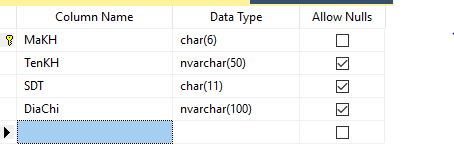 Column Name Data Type Allow Nulls
MaKH char(6)
TenKH nvarchar(50)
SDT char(11)
DiaChi nvarchar(100)